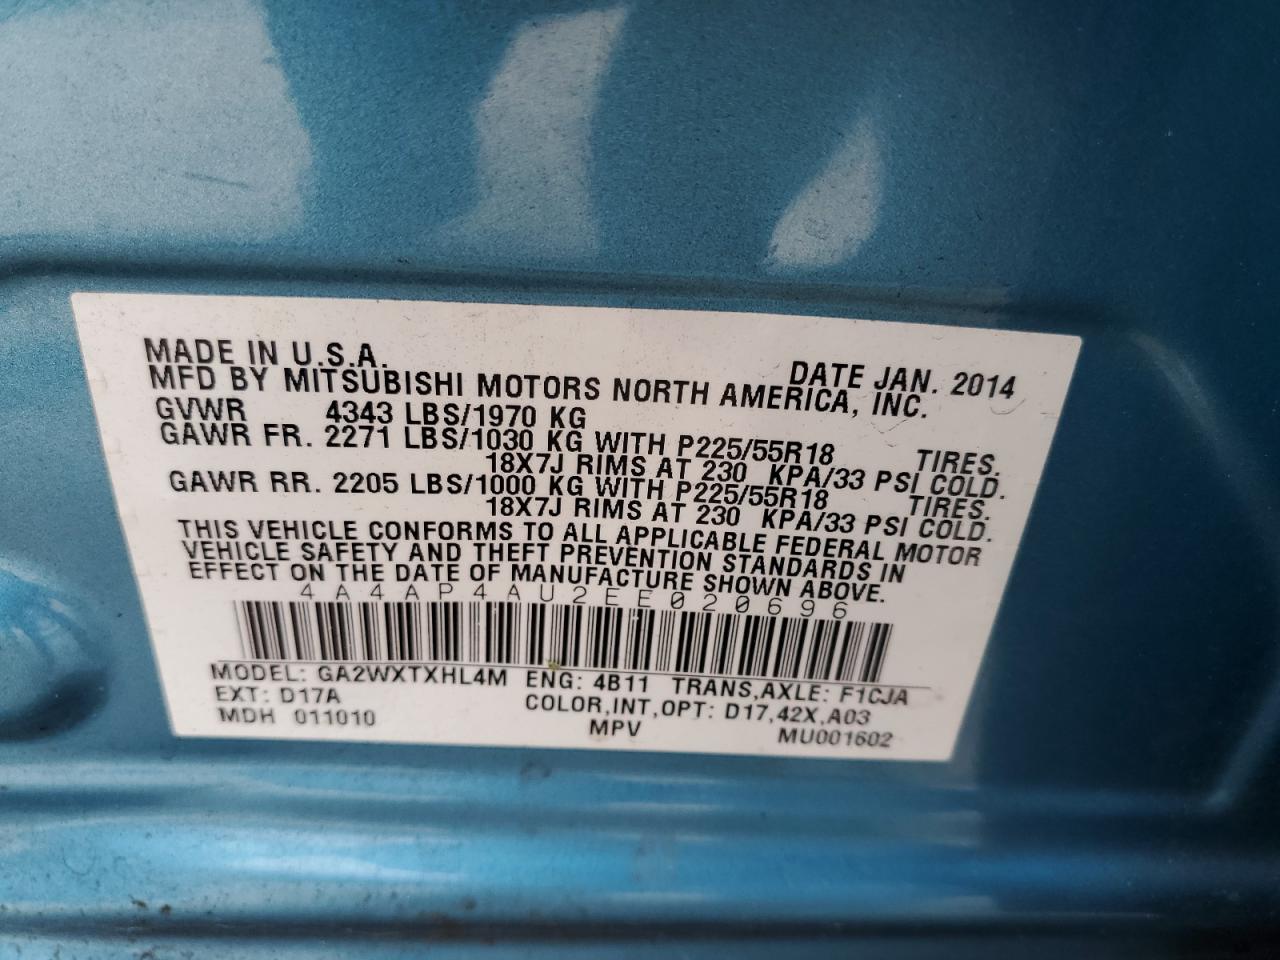 MADE IN U.S.A.
DATE JAN. 2014
MFD BY MITSUBISHI MOTORS NORTH AMERICA, INC.
GVWR 4343 LBS/1970 KG
GAWR FR. 2271 LBS/1030 KG WITH P225/55R18 TIRES.
18X7J RIMS AT 230 KPA/33 PSI COLD.
GAWR RR. 2205 LBS/1000 KG WITH P225/55R18 TIRES.
18X7J RIMS AT 230 KPA/33 PSI COLD.
THIS VEHICLE CONFORMS TO ALL APPLICABLE FEDERAL MOTOR
VEHICLE SAFETY AND THEFT PREVENTION STANDARDS IN
EFFECT ON THE DATE OF MANUFACTURE SHOWN ABOVE.
4A4AP4AU2EE020696
MODEL: GA2WXTXHL4M ENG: 4B11 TRANS,AXLE: F1CJA
EXT: D17A COLOR,INT,OPT: D17,42X,A03
MDH 011010 MPV MU001602